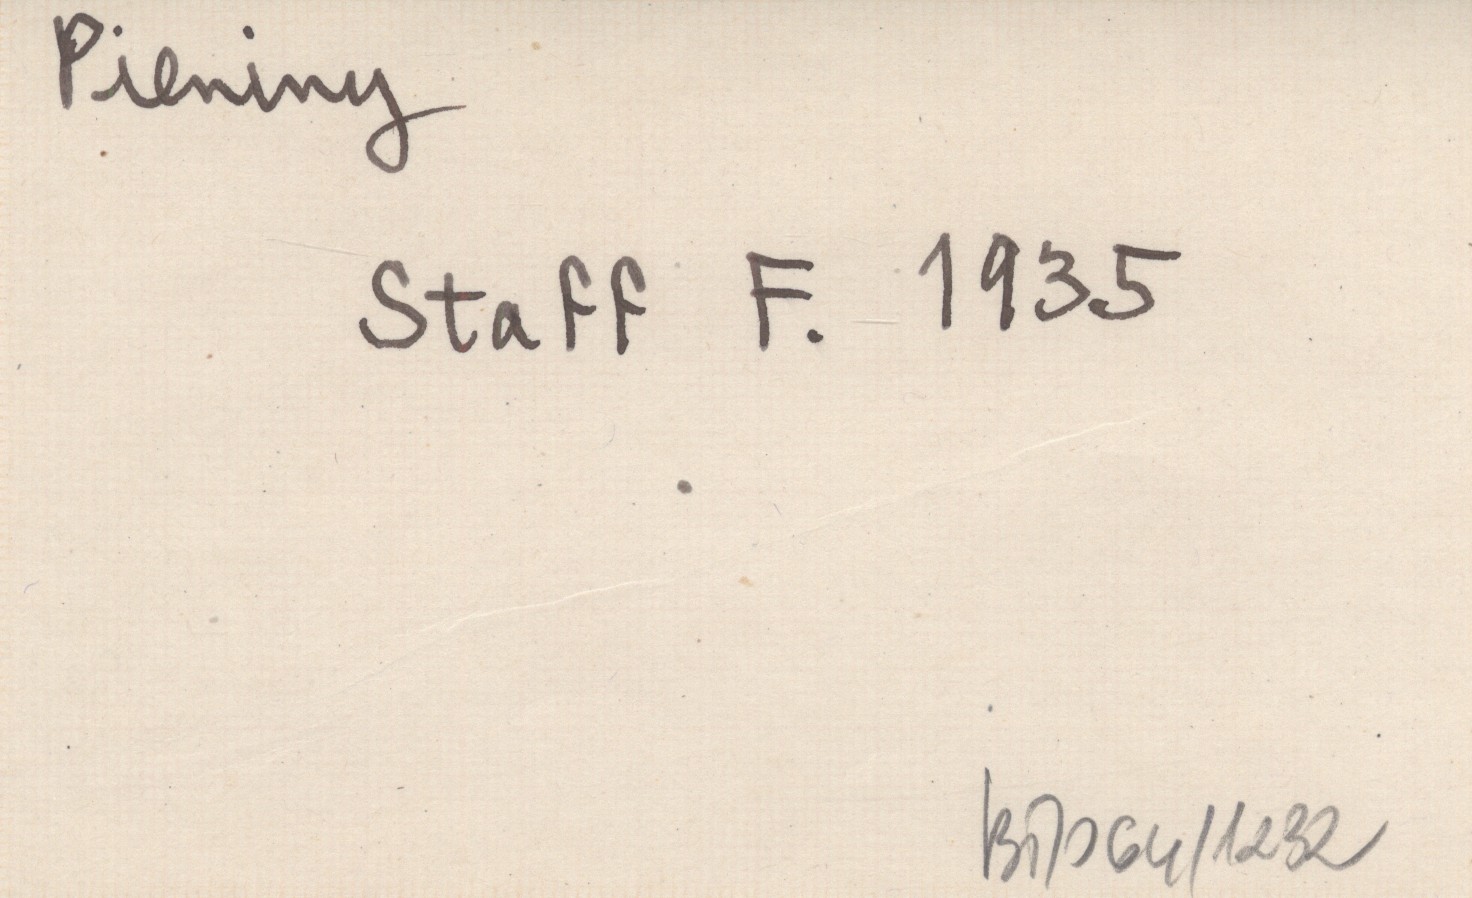 Pieniny
Staff F. 1935